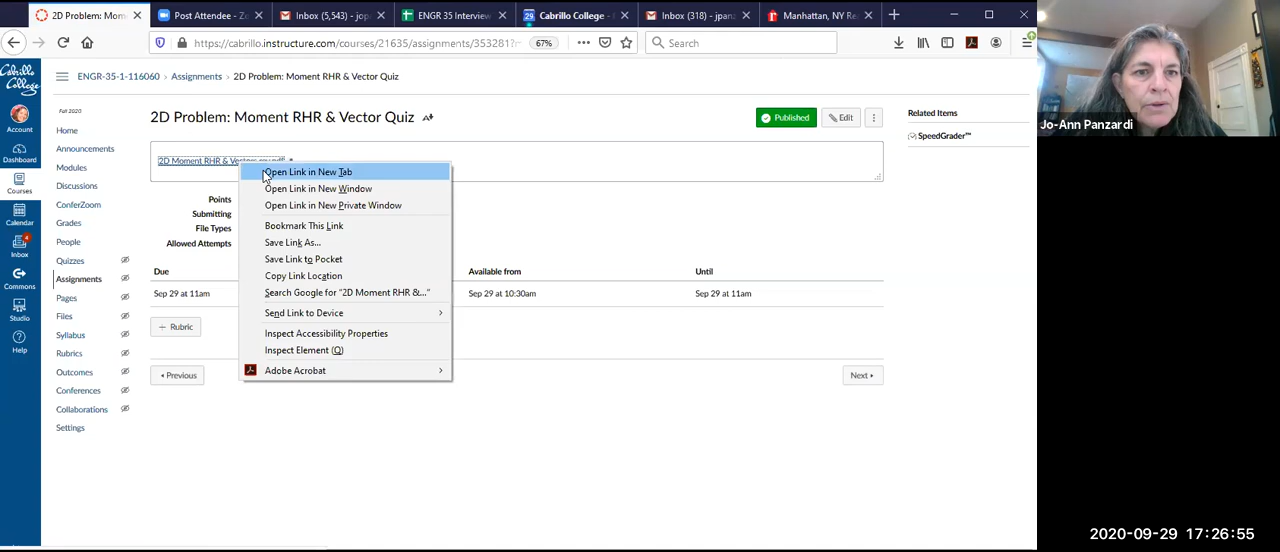 2D Problem: Mom
Post Attendee - Zo
Inbox (5,543) - jop
ENGR 35 Interview
Cabrillo College - C
Inbox (318) - jpanz
Manhattan, NY Re
https://cabrillo.instructure.com/courses/21635/assignments/353281?m
67%
Search
Cabrillo College
Account
Dashboard
Courses
Calendar
4
Inbox
Commons
Studio
Help
ENGR-35-1-116060 › Assignments › 2D Problem: Moment RHR & Vector Quiz
Fall 2020
Home
Announcements
Modules
Discussions
ConferZoom
Grades
People
Quizzes
Assignments
Pages
Files
Syllabus
Rubrics
Outcomes
Conferences
Collaborations
Settings
2D Problem: Moment RHR & Vector Quiz
Published
Edit
2D Moment RHR &
Points
Submitting
File Types
Allowed Attempts
Due
Available from
Until
Sep 29 at 11am
Sep 29 at 10:30am
Sep 29 at 11am
+ Rubric
‹ Previous
Next ›
Open Link in New Tab
Open Link in New Window
Open Link in New Private Window
Bookmark This Link
Save Link As...
Save Link to Pocket
Copy Link Location
Search Google for "2D Moment RHR &..."
Send Link to Device
Inspect Accessibility Properties
Inspect Element (Q)
Adobe Acrobat
Related Items
SpeedGrader™
Jo-Ann Panzardi
2020-09-29 17:26:55